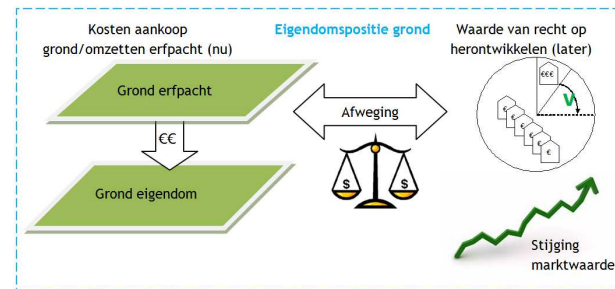 Kosten aankoop
grond/omzetten erfpacht (nu)
Eigendomspositie grond
Waarde van recht op
herontwikkelen (later)
Grond erfpacht
€€
Grond eigendom
Afweging
$ $
€€€
V
€
€
€
€
€
€
Stijging
marktwaarde